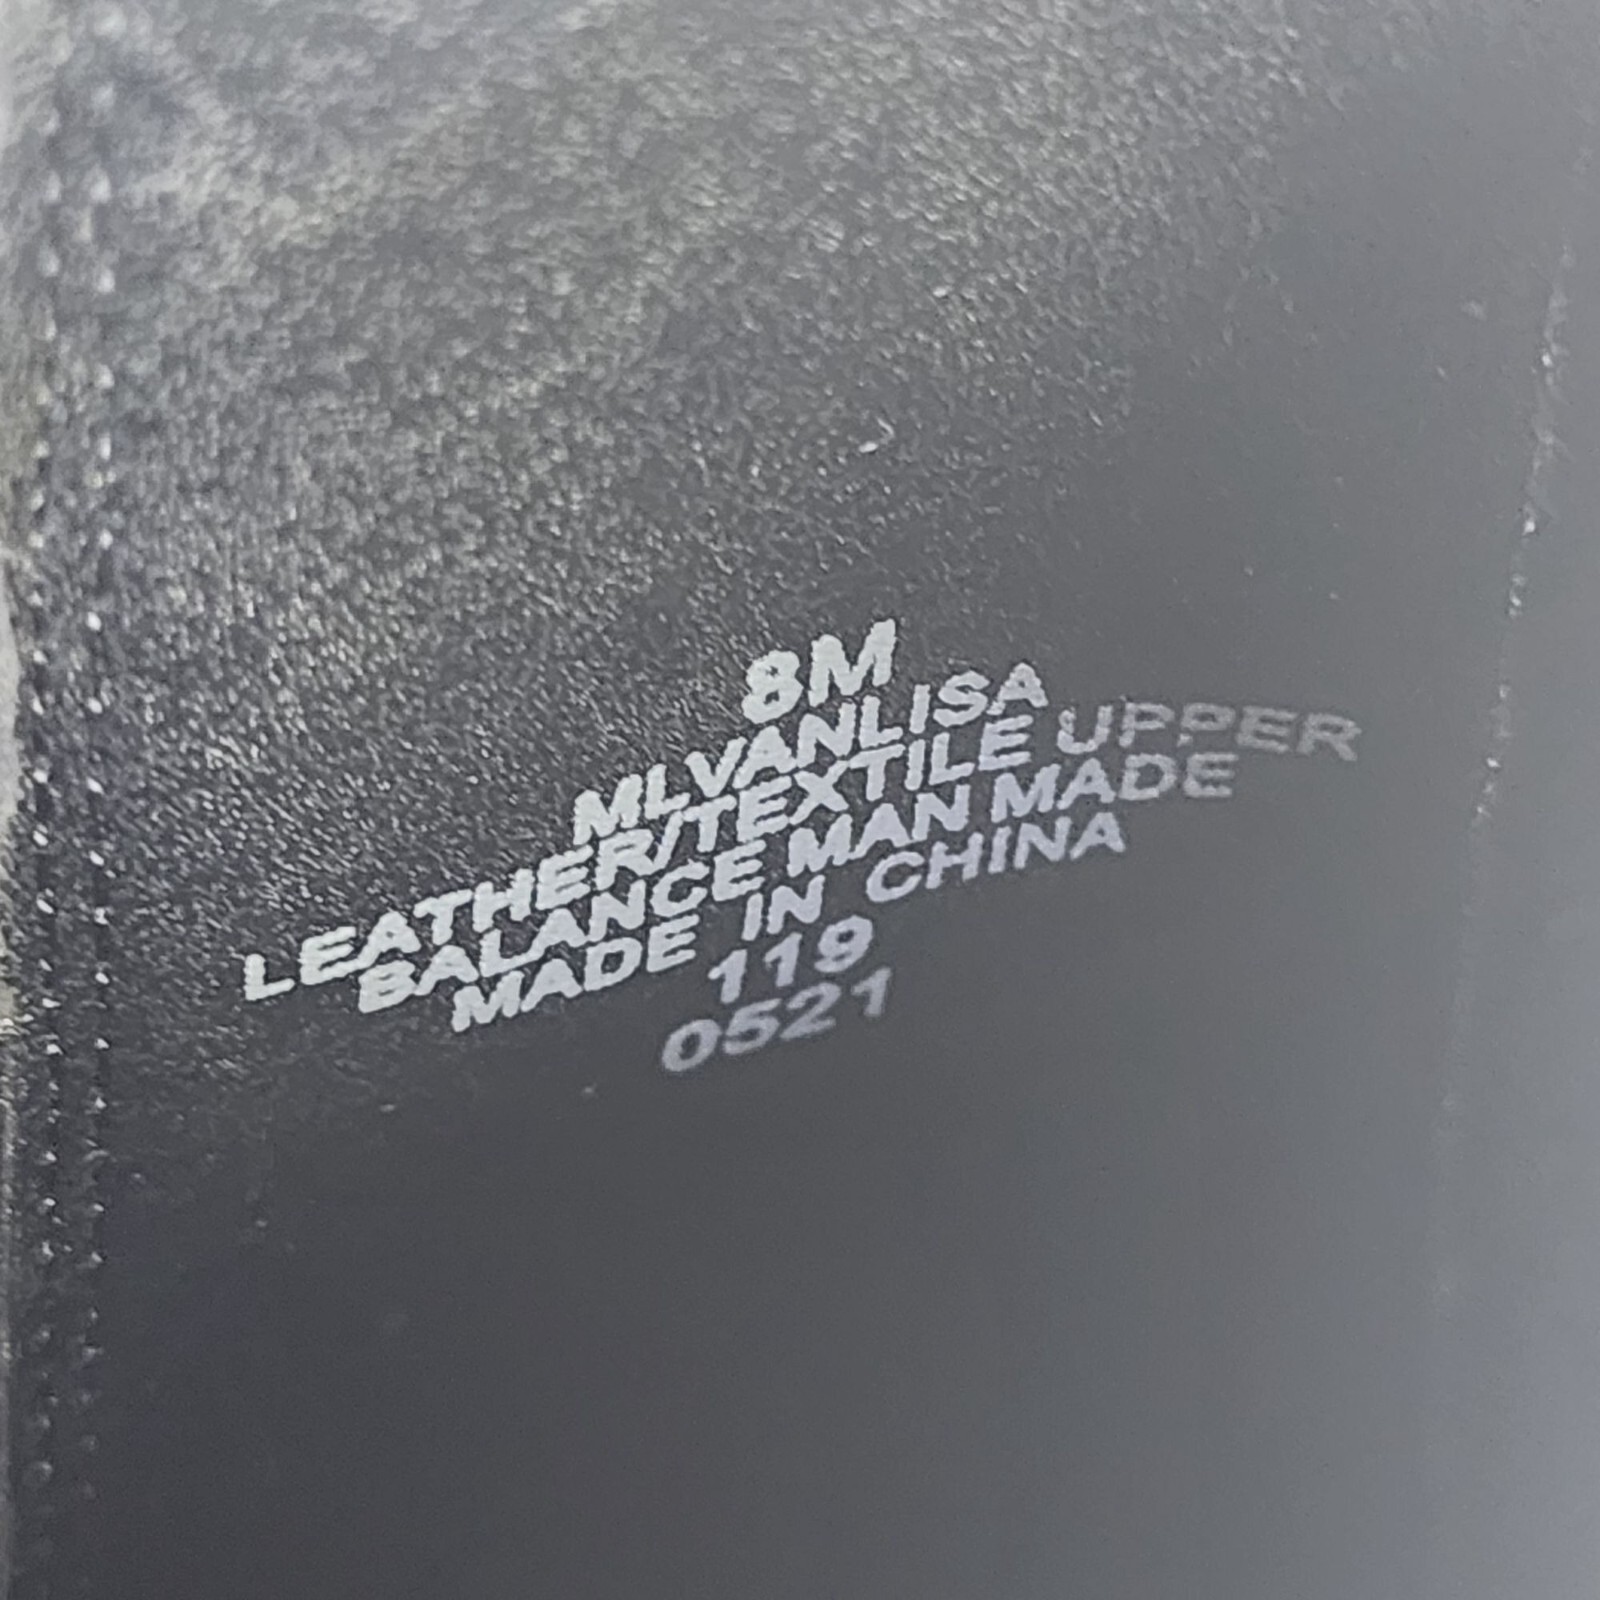 8M
MLVANLISA
LEATHER/TEXTILE UPPER
BALANCE MAN MADE
MADE IN CHINA
119
0521